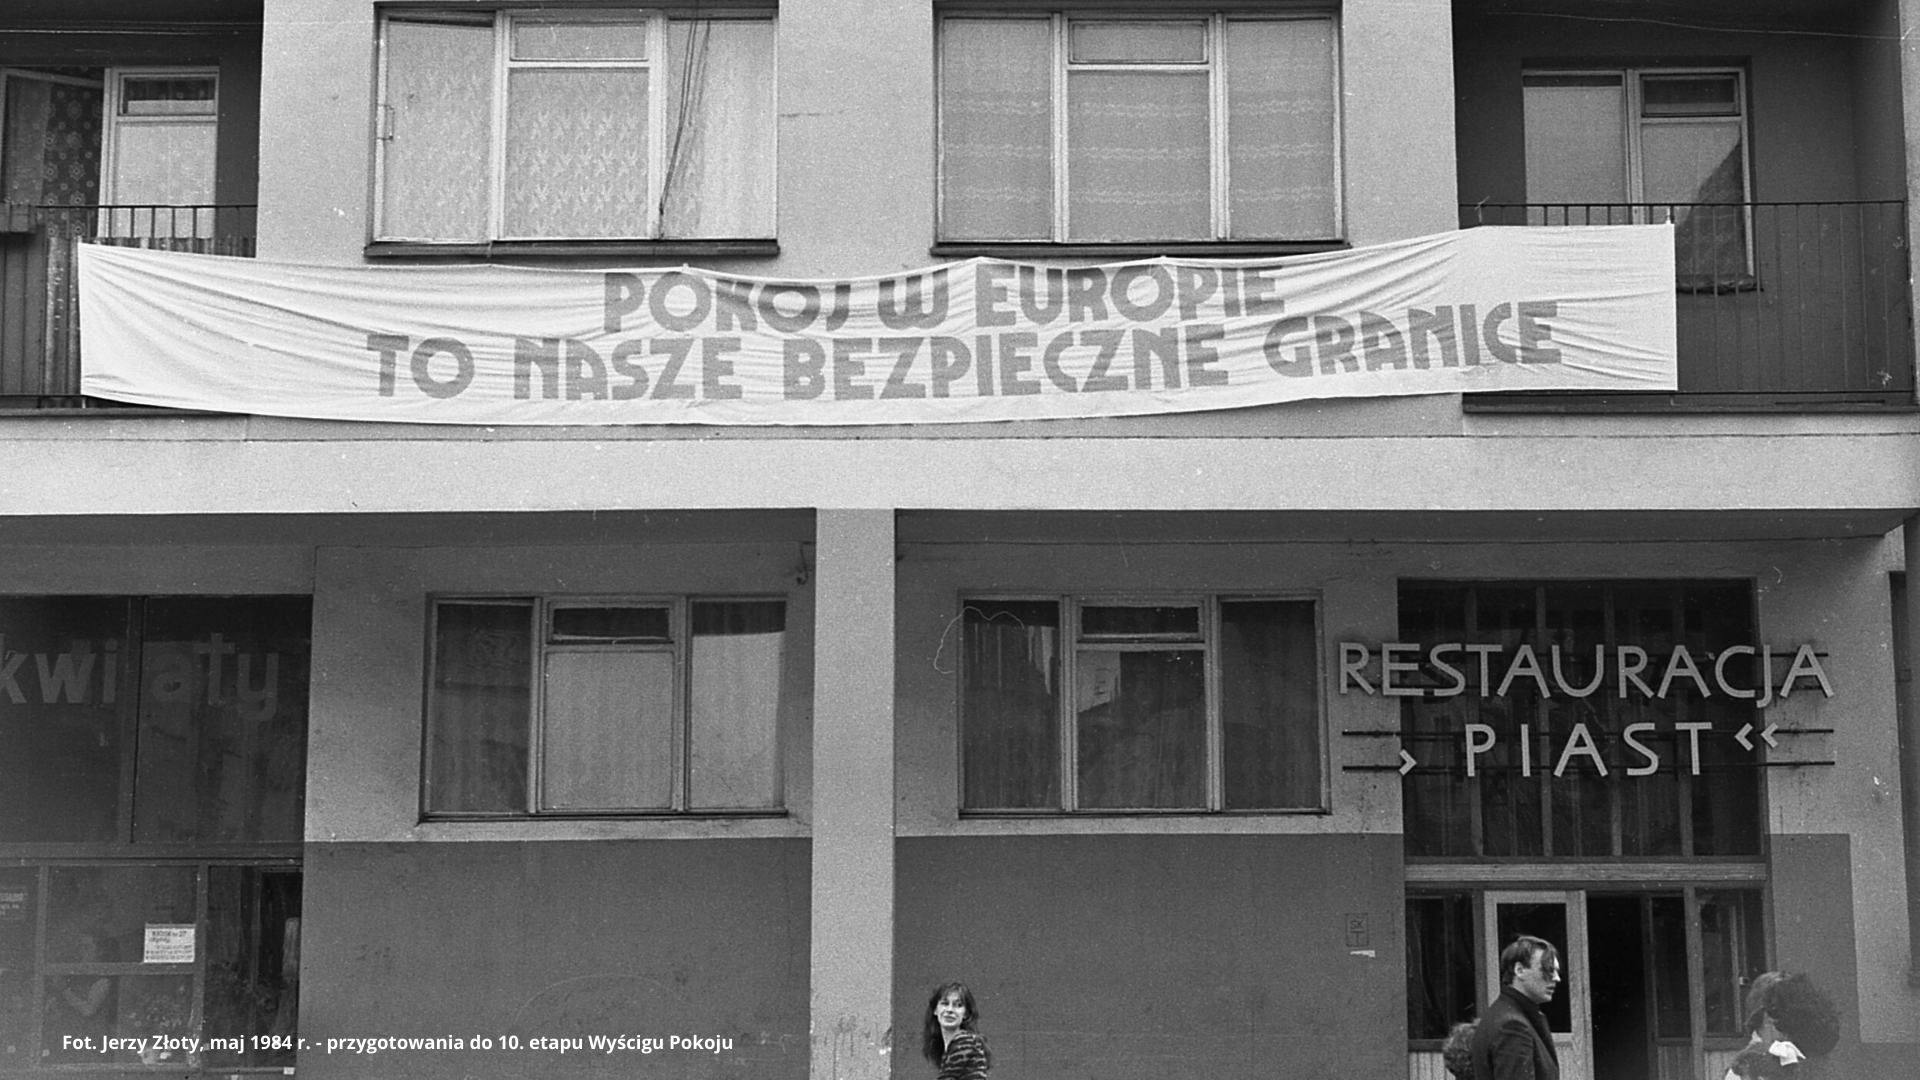 POKÓJ W EUROPIE
TO NASZE BEZPIECZNE GRANICE
kwiaty
RESTAURACJA
› PIAST «
Fot. Jerzy Złoty, maj 1984 r. - przygotowania do 10. etapu Wyścigu Pokoju